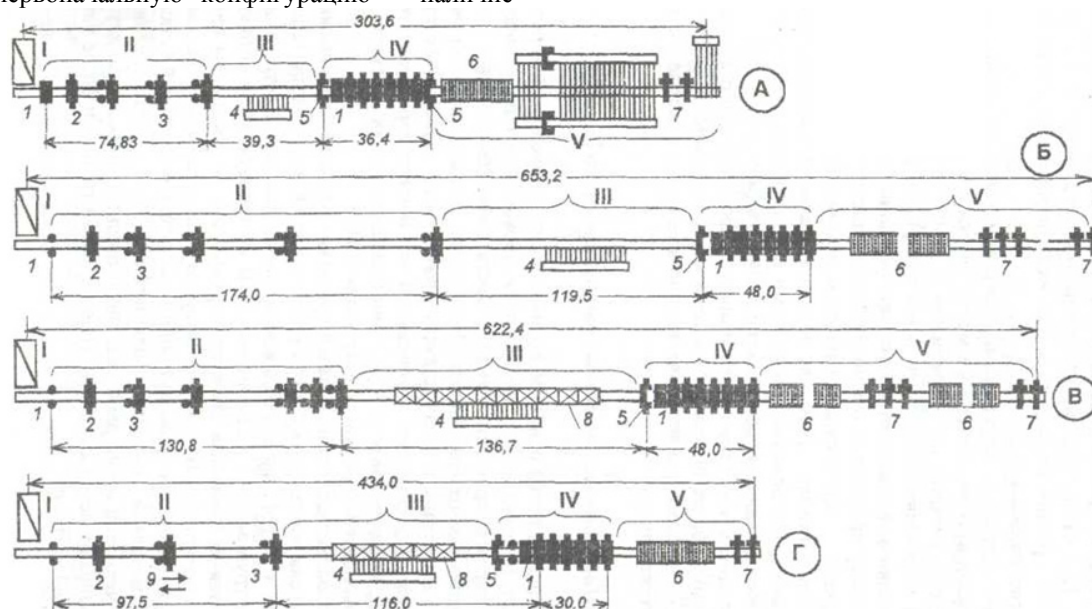 первоначальную конфигурацию наличие
303,6
I II III IV 6
1 2 3 4 5 1 5 7 А
74,83 39,3 36,4 V
Б
653,2
I II III IV V
1 2 3 4 5 1 6 7 7
174,0 119,5 48,0
622,4
I II III IV V
1 2 3 4 8 5 1 6 7 6 7 В
130,8 136,7 48,0
434,0
I II III IV V
2 9 3 4 8 5 1 6 7 Г
97,5 116,0 30,0